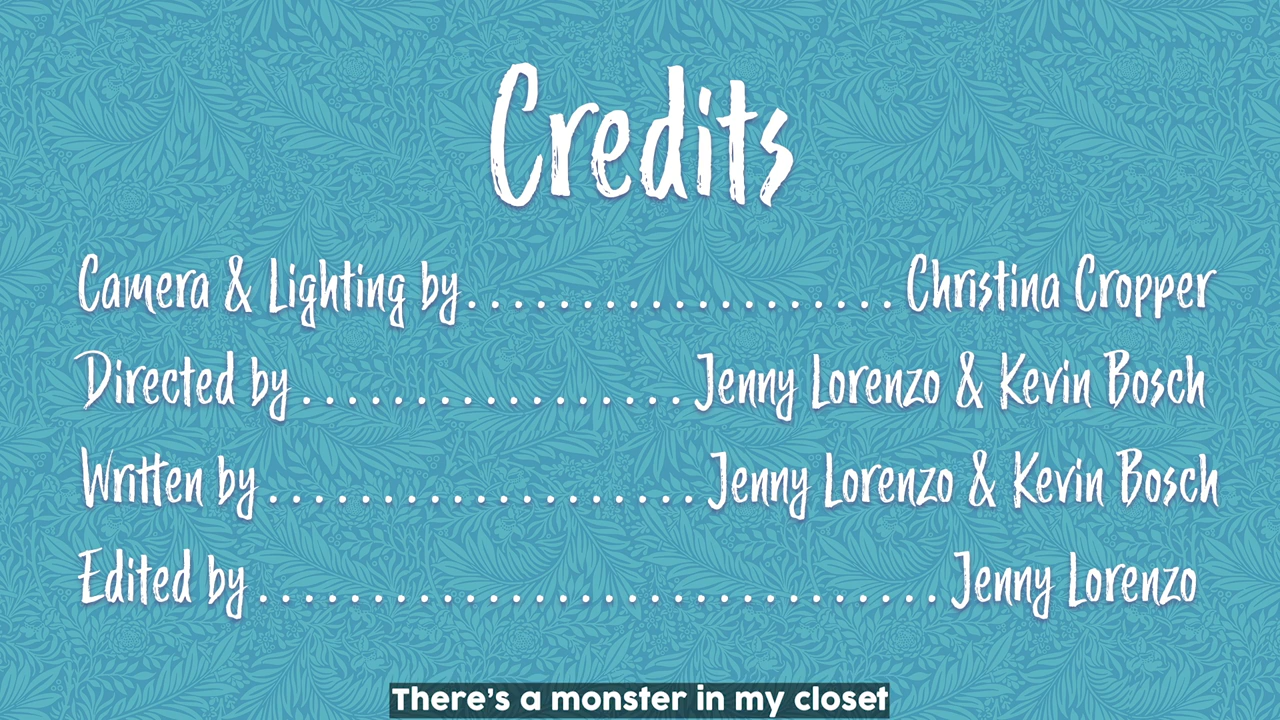 Credits
Camera & Lighting by.....................Christina Cropper
Directed by...................Jenny Lorenzo & Kevin Bosch
Written by.....................Jenny Lorenzo & Kevin Bosch
Edited by.................................Jenny Lorenzo
There's a monster in my closet